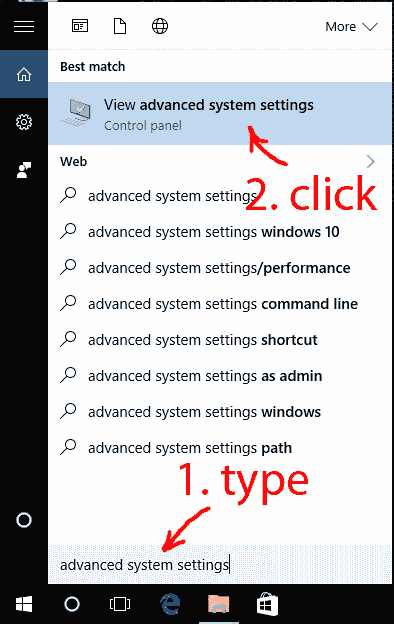 More
Best match
View advanced system settings
Control panel
Web
advanced system settings
2. click
advanced system settings windows 10
advanced system settings/performance
advanced system settings command line
advanced system settings shortcut
advanced system settings as admin
advanced system settings windows
advanced system settings path
1. type
advanced system settings